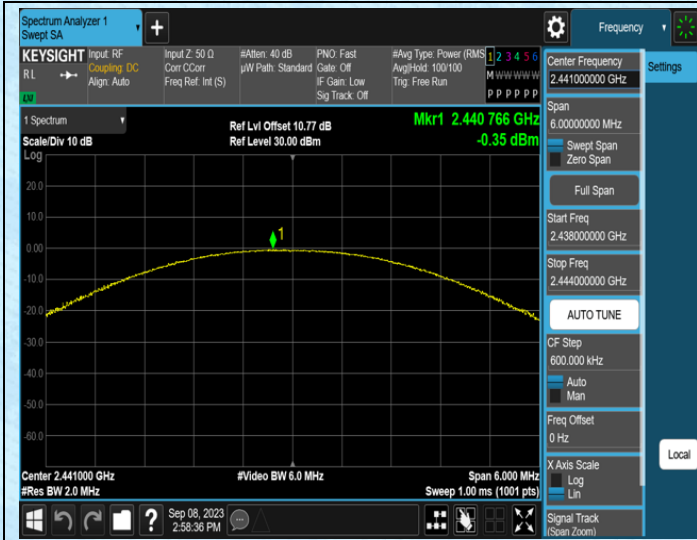 Spectrum Analyzer 1
Swept SA
+
Frequency
KEYSIGHT
RL
LXI
Input: RF
Coupling: DC
Align: Auto
Input Z: 50 Ω
Corr CCorr
Freq Ref: Int (S)
#Atten: 40 dB
µW Path: Standard
PNO: Fast
Gate: Off
IF Gain: Low
Sig Track: Off
#Avg Type: Power (RMS
Avg|Hold: 100/100
Trig: Free Run
1 2 3 4 5 6
M W W W W W
P P P P P P
1 Spectrum
Scale/Div 10 dB
Log
Ref Lvl Offset 10.77 dB
Ref Level 30.00 dBm
Mkr1 2.440 766 GHz
-0.35 dBm
1
20.0
10.0
0.00
-10.0
-20.0
-30.0
-40.0
-50.0
-60.0
Center 2.441000 GHz
#Res BW 2.0 MHz
#Video BW 6.0 MHz
Span 6.000 MHz
Sweep 1.00 ms (1001 pts)
?
Sep 08, 2023
2:58:36 PM
Center Frequency
2.441000000 GHz
Span
6.00000000 MHz
Swept Span
Zero Span
Full Span
Start Freq
2.438000000 GHz
Stop Freq
2.444000000 GHz
AUTO TUNE
CF Step
600.000 kHz
Auto
Man
Freq Offset
0 Hz
X Axis Scale
Log
Lin
Signal Track
(Span Zoom)
Settings
Local